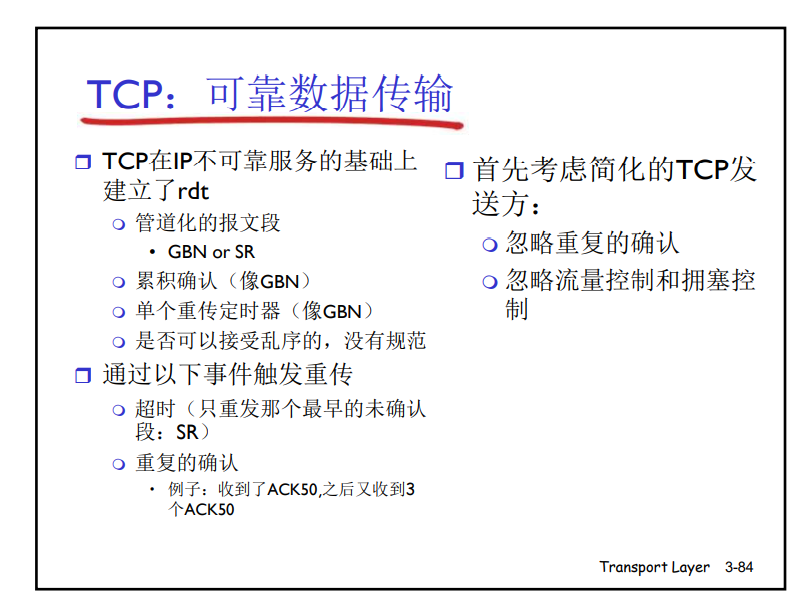 TCP：可靠数据传输
TCP在IP不可靠服务的基础上
建立了rdt
管道化的报文段
• GBN or SR
累积确认（像GBN）
单个重传定时器（像GBN）
是否可以接受乱序的，没有规范
通过以下事件触发重传
超时（只重发那个最早的未确认
段：SR）
重复的确认
• 例子：收到了ACK50,之后又收到3
个ACK50
首先考虑简化的TCP发
送方：
忽略重复的确认
忽略流量控制和拥塞控
制
Transport Layer 3-84